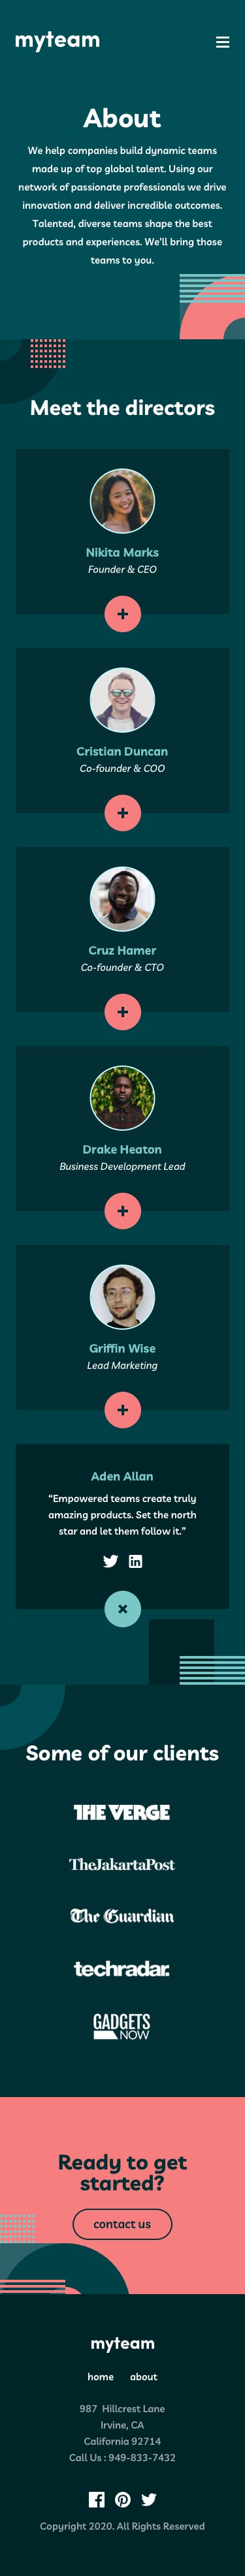 myteam
About
We help companies build dynamic teams
made up of top global talent. Using our
network of passionate professionals we drive
innovation and deliver incredible outcomes.
Talented, diverse teams shape the best
products and experiences. We’ll bring those
teams to you.
Meet the directors
Nikita Marks
Founder & CEO
Cristian Duncan
Co-founder & COO
Cruz Hamer
Co-founder & CTO
Drake Heaton
Business Development Lead
Griffin Wise
Lead Marketing
Aden Allan
“Empowered teams create truly
amazing products. Set the north
star and let them follow it.”
Some of our clients
THE VERGE
TheJakartaPost
The Guardian
techradar.
GADGETS
NOW
Ready to get
started?
contact us
myteam
home about
987 Hillcrest Lane
Irvine, CA
California 92714
Call Us : 949-833-7432
Copyright 2020. All Rights Reserved